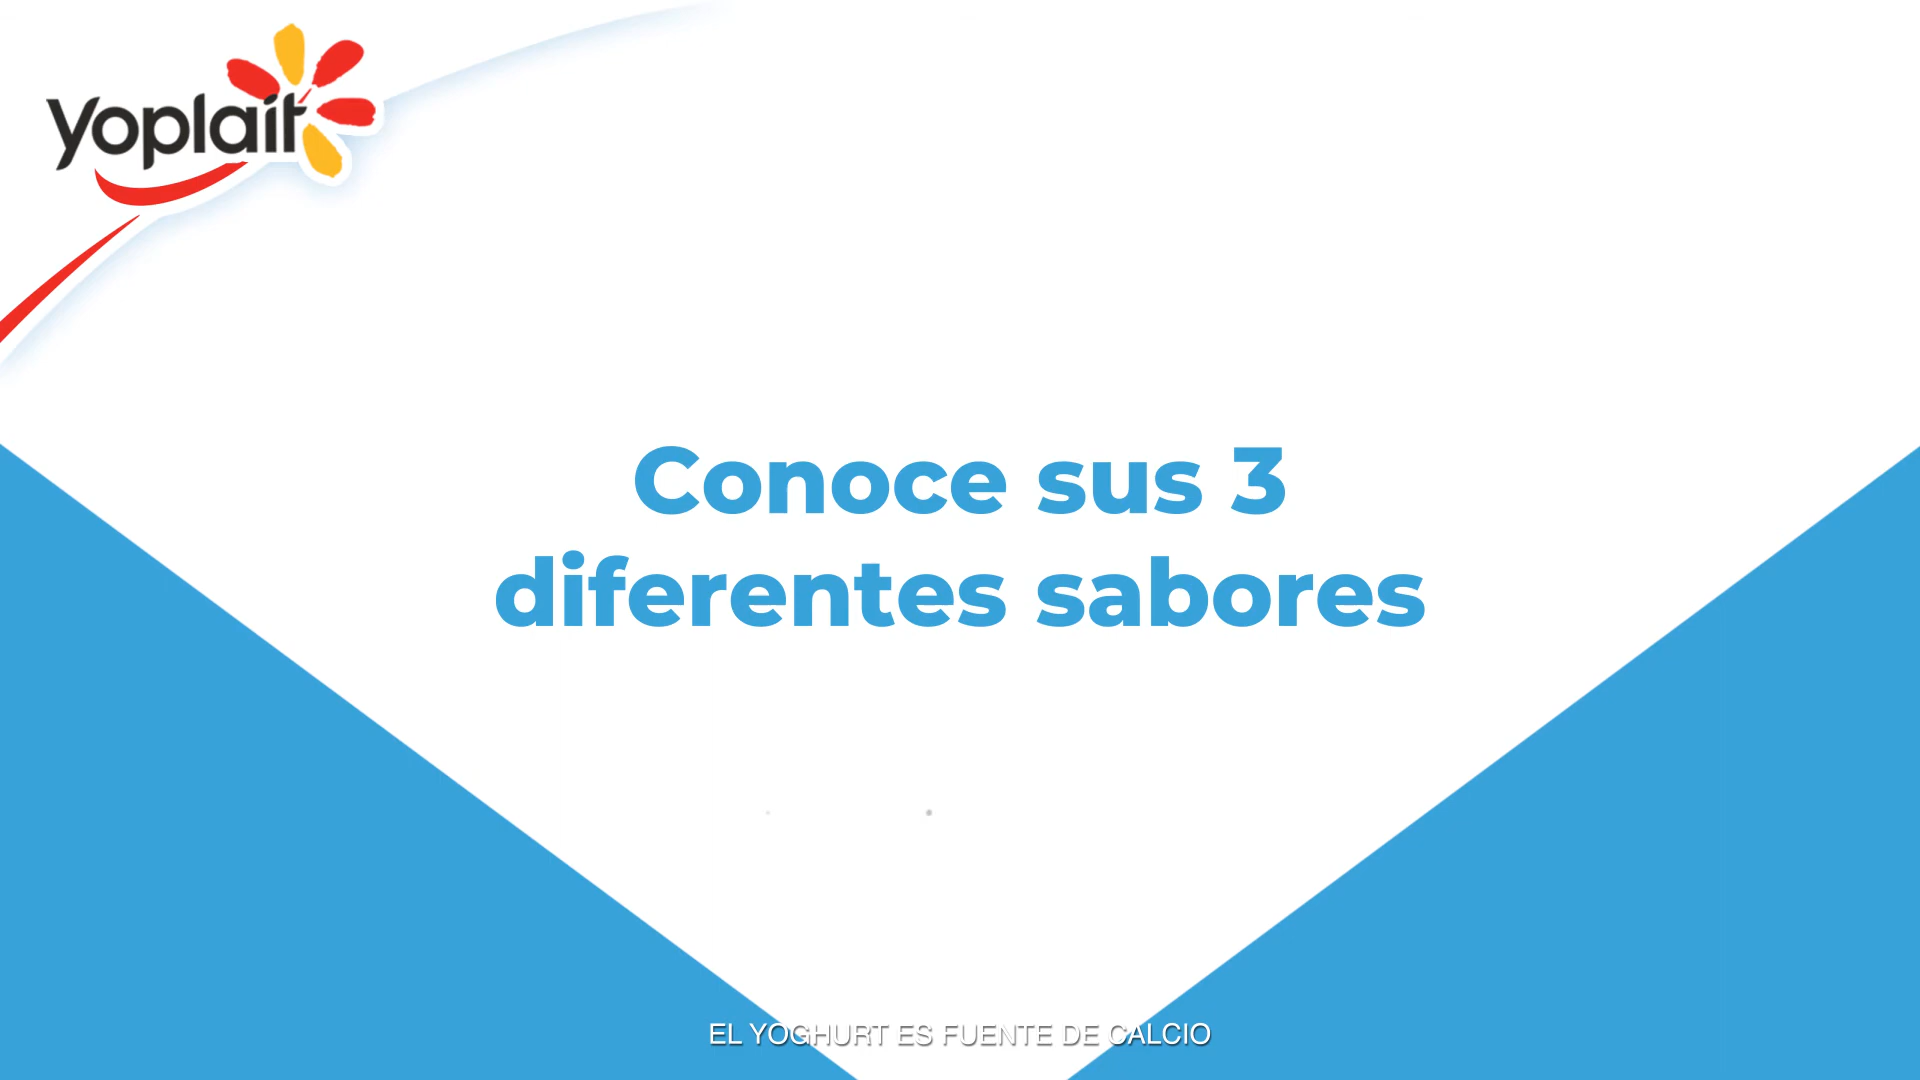 yoplait
Conoce sus 3
diferentes sabores
EL YOGHURT ES FUENTE DE CALCIO